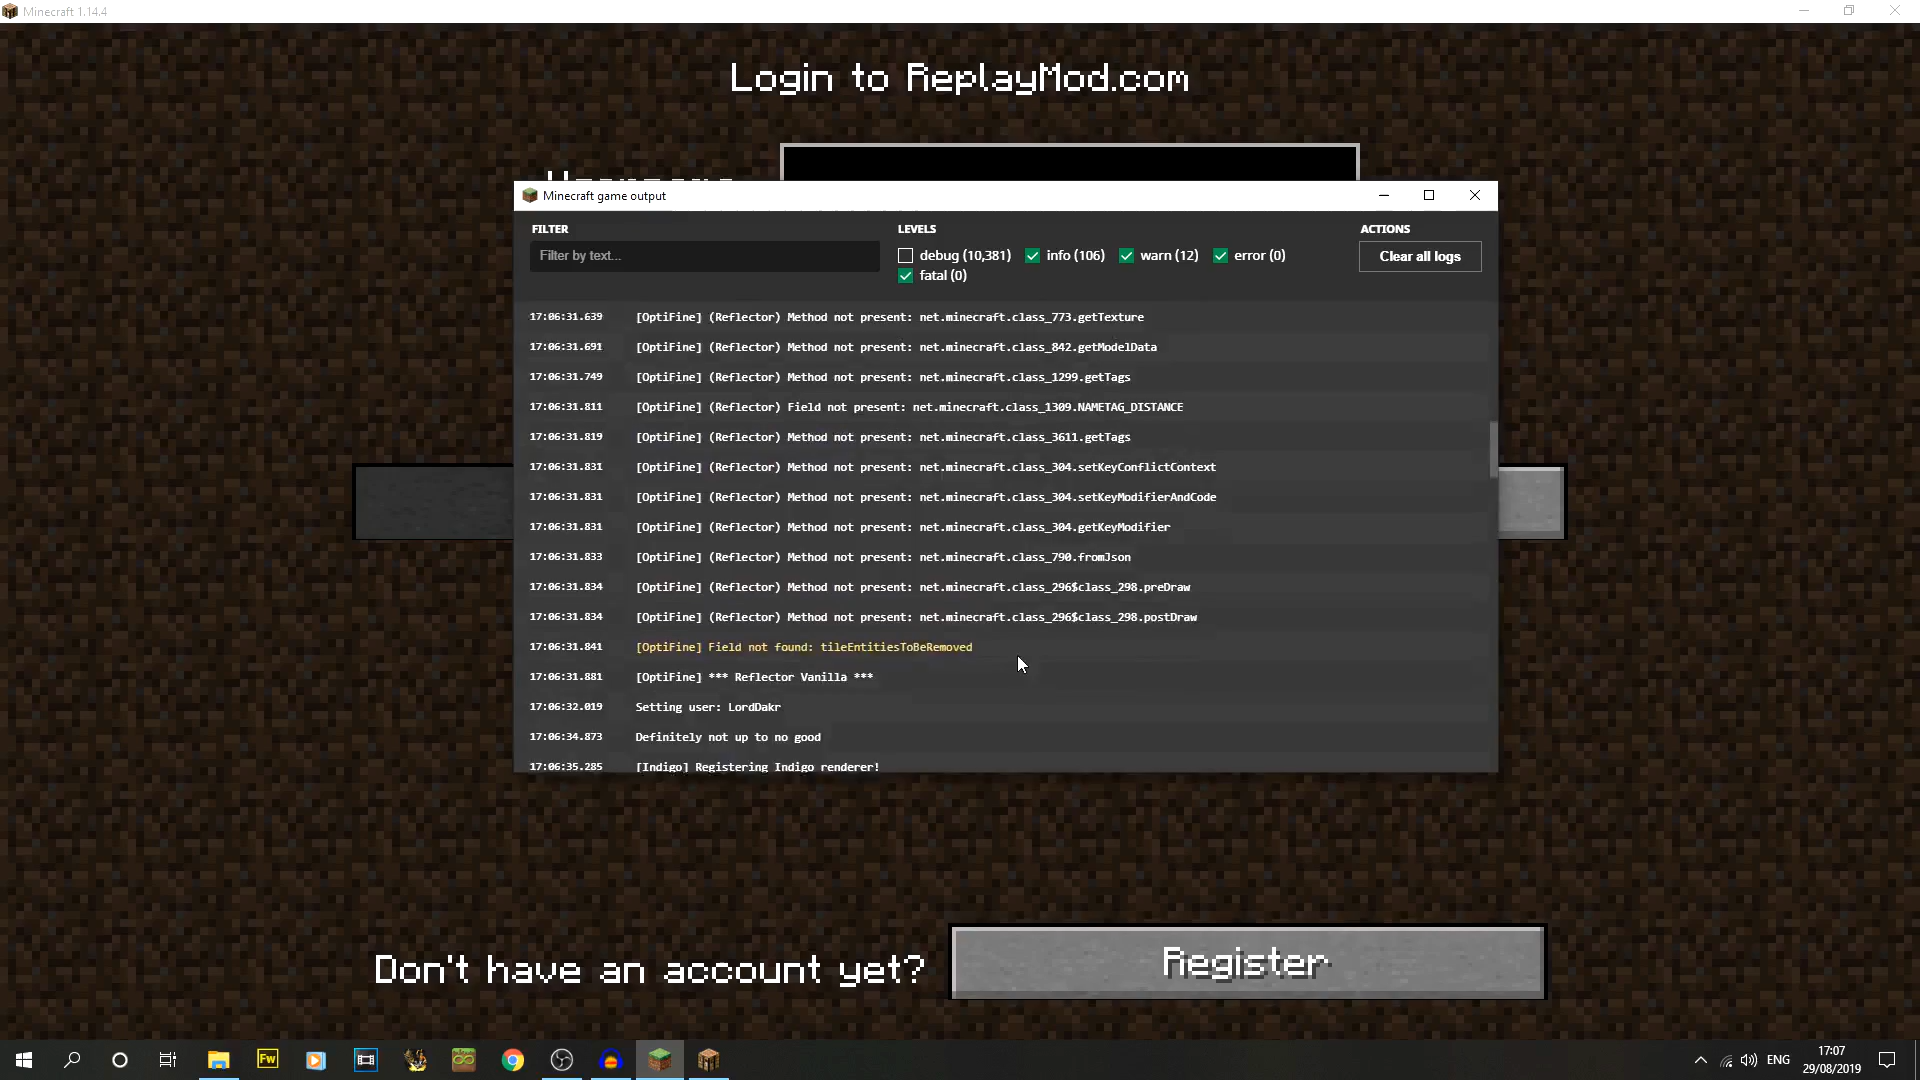 Minecraft 1.14.4
Login to ReplayMod.com
Minecraft game output
FILTER
LEVELS
ACTIONS
Filter by text...
debug (10,381) info (106) warn (12) error (0)
fatal (0)
Clear all logs
17:06:31.639 [OptiFine] (Reflector) Method not present: net.minecraft.class_773.getTexture
17:06:31.691 [OptiFine] (Reflector) Method not present: net.minecraft.class_842.getModelData
17:06:31.749 [OptiFine] (Reflector) Method not present: net.minecraft.class_1299.getTags
17:06:31.811 [OptiFine] (Reflector) Field not present: net.minecraft.class_1309.NAMETAG_DISTANCE
17:06:31.819 [OptiFine] (Reflector) Method not present: net.minecraft.class_3611.getTags
17:06:31.831 [OptiFine] (Reflector) Method not present: net.minecraft.class_304.setKeyConflictContext
17:06:31.831 [OptiFine] (Reflector) Method not present: net.minecraft.class_304.setKeyModifierAndCode
17:06:31.831 [OptiFine] (Reflector) Method not present: net.minecraft.class_304.getKeyModifier
17:06:31.833 [OptiFine] (Reflector) Method not present: net.minecraft.class_790.fromJson
17:06:31.834 [OptiFine] (Reflector) Method not present: net.minecraft.class_296$class_298.preDraw
17:06:31.834 [OptiFine] (Reflector) Method not present: net.minecraft.class_296$class_298.postDraw
17:06:31.841 [OptiFine] Field not found: tileEntitiesToBeRemoved
17:06:31.881 [OptiFine] *** Reflector Vanilla ***
17:06:32.019 Setting user: LordDakr
17:06:34.873 Definitely not up to no good
17:06:35.285 [Indigo] Registering Indigo renderer!
Don't have an account yet?
Register
Fw
ENG
17:07
29/08/2019